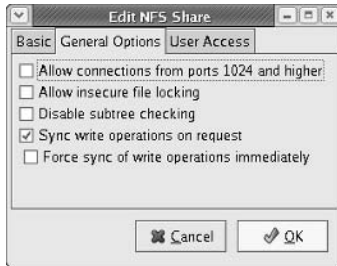 Edit NFS Share
Basic General Options User Access
Allow connections from ports 1024 and higher
Allow insecure file locking
Disable subtree checking
Sync write operations on request
Force sync of write operations immediately
Cancel OK